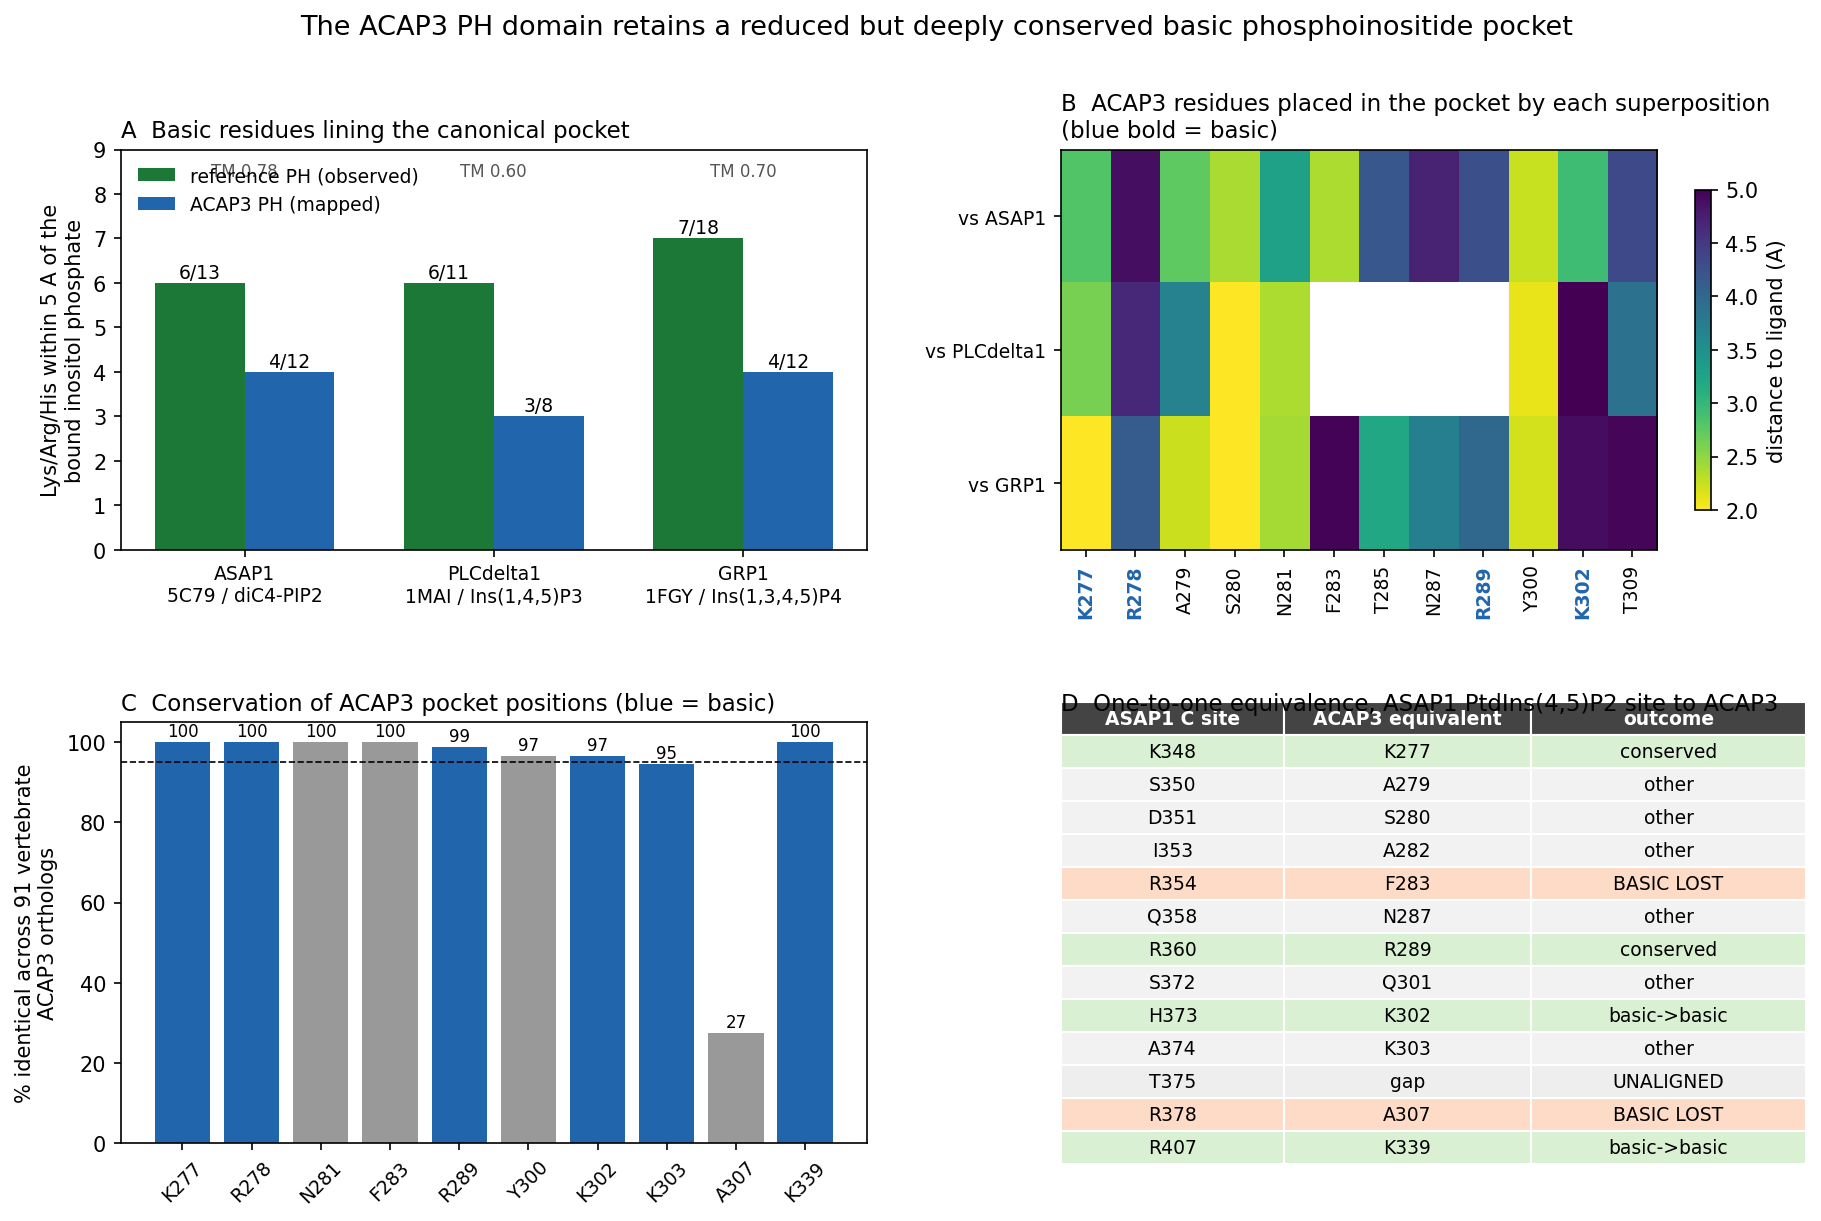 The ACAP3 PH domain retains a reduced but deeply conserved basic phosphoinositide pocket
A Basic residues lining the canonical pocket
Lys/Arg/His within 5 A of the
bound inositol phosphate
9
8
7
6
5
4
3
2
1
0
TM 0.78
TM 0.60
TM 0.70
reference PH (observed)
ACAP3 PH (mapped)
6/13
4/12
6/11
3/8
7/18
4/12
ASAP1
5C79 / diC4-PIP2
PLCdelta1
1MAI / Ins(1,4,5)P3
GRP1
1FGY / Ins(1,3,4,5)P4
B ACAP3 residues placed in the pocket by each superposition
(blue bold = basic)
vs ASAP1
vs PLCdelta1
vs GRP1
K277
R278
A279
S280
N281
F283
T285
N287
R289
Y300
K302
T309
5.0
4.5
4.0
3.5
3.0
2.5
2.0
distance to ligand (A)
C Conservation of ACAP3 pocket positions (blue = basic)
% identical across 91 vertebrate
ACAP3 orthologs
100
80
60
40
20
0
100
100
100
100
99
97
97
95
27
100
K277
R278
N281
F283
R289
Y300
K302
K303
A307
K339
D One-to-one equivalence, ASAP1 PtdIns(4,5)P2 site to ACAP3
ASAP1 C site ACAP3 equivalent outcome
K348 K277 conserved
S350 A279 other
D351 S280 other
I353 A282 other
R354 F283 BASIC LOST
Q358 N287 other
R360 R289 conserved
S372 Q301 other
H373 K302 basic->basic
A374 K303 other
T375 gap UNALIGNED
R378 A307 BASIC LOST
R407 K339 basic->basic